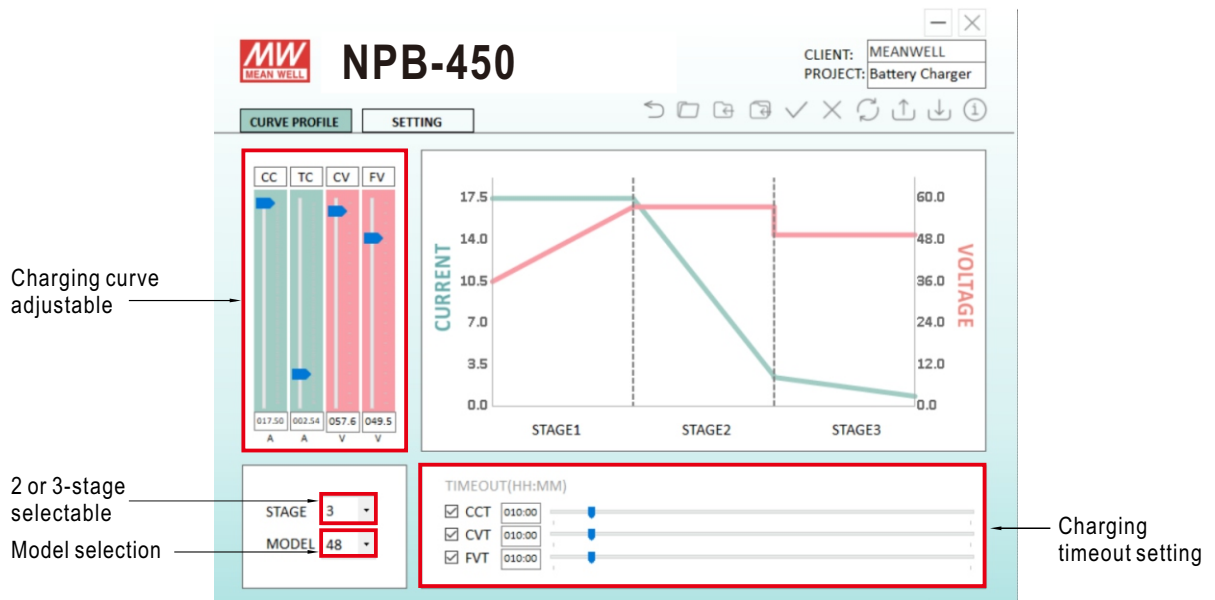 MW
MEAN WELL
NPB-450
CLIENT: MEANWELL
PROJECT: Battery Charger
CURVE PROFILE
SETTING
CC TC CV FV
017.50 002.54 057.6 049.5
A A V V
Charging curve
adjustable
CURRENT
17.5
14.0
10.5
7.0
3.5
0.0
60.0
48.0
36.0
24.0
12.0
0.0
VOLTAGE
STAGE1 STAGE2 STAGE3
2 or 3-stage
selectable
Model selection
STAGE 3
MODEL 48
TIMEOUT(HH:MM)
CCT 010:00
CVT 010:00
FVT 010:00
Charging
timeout setting